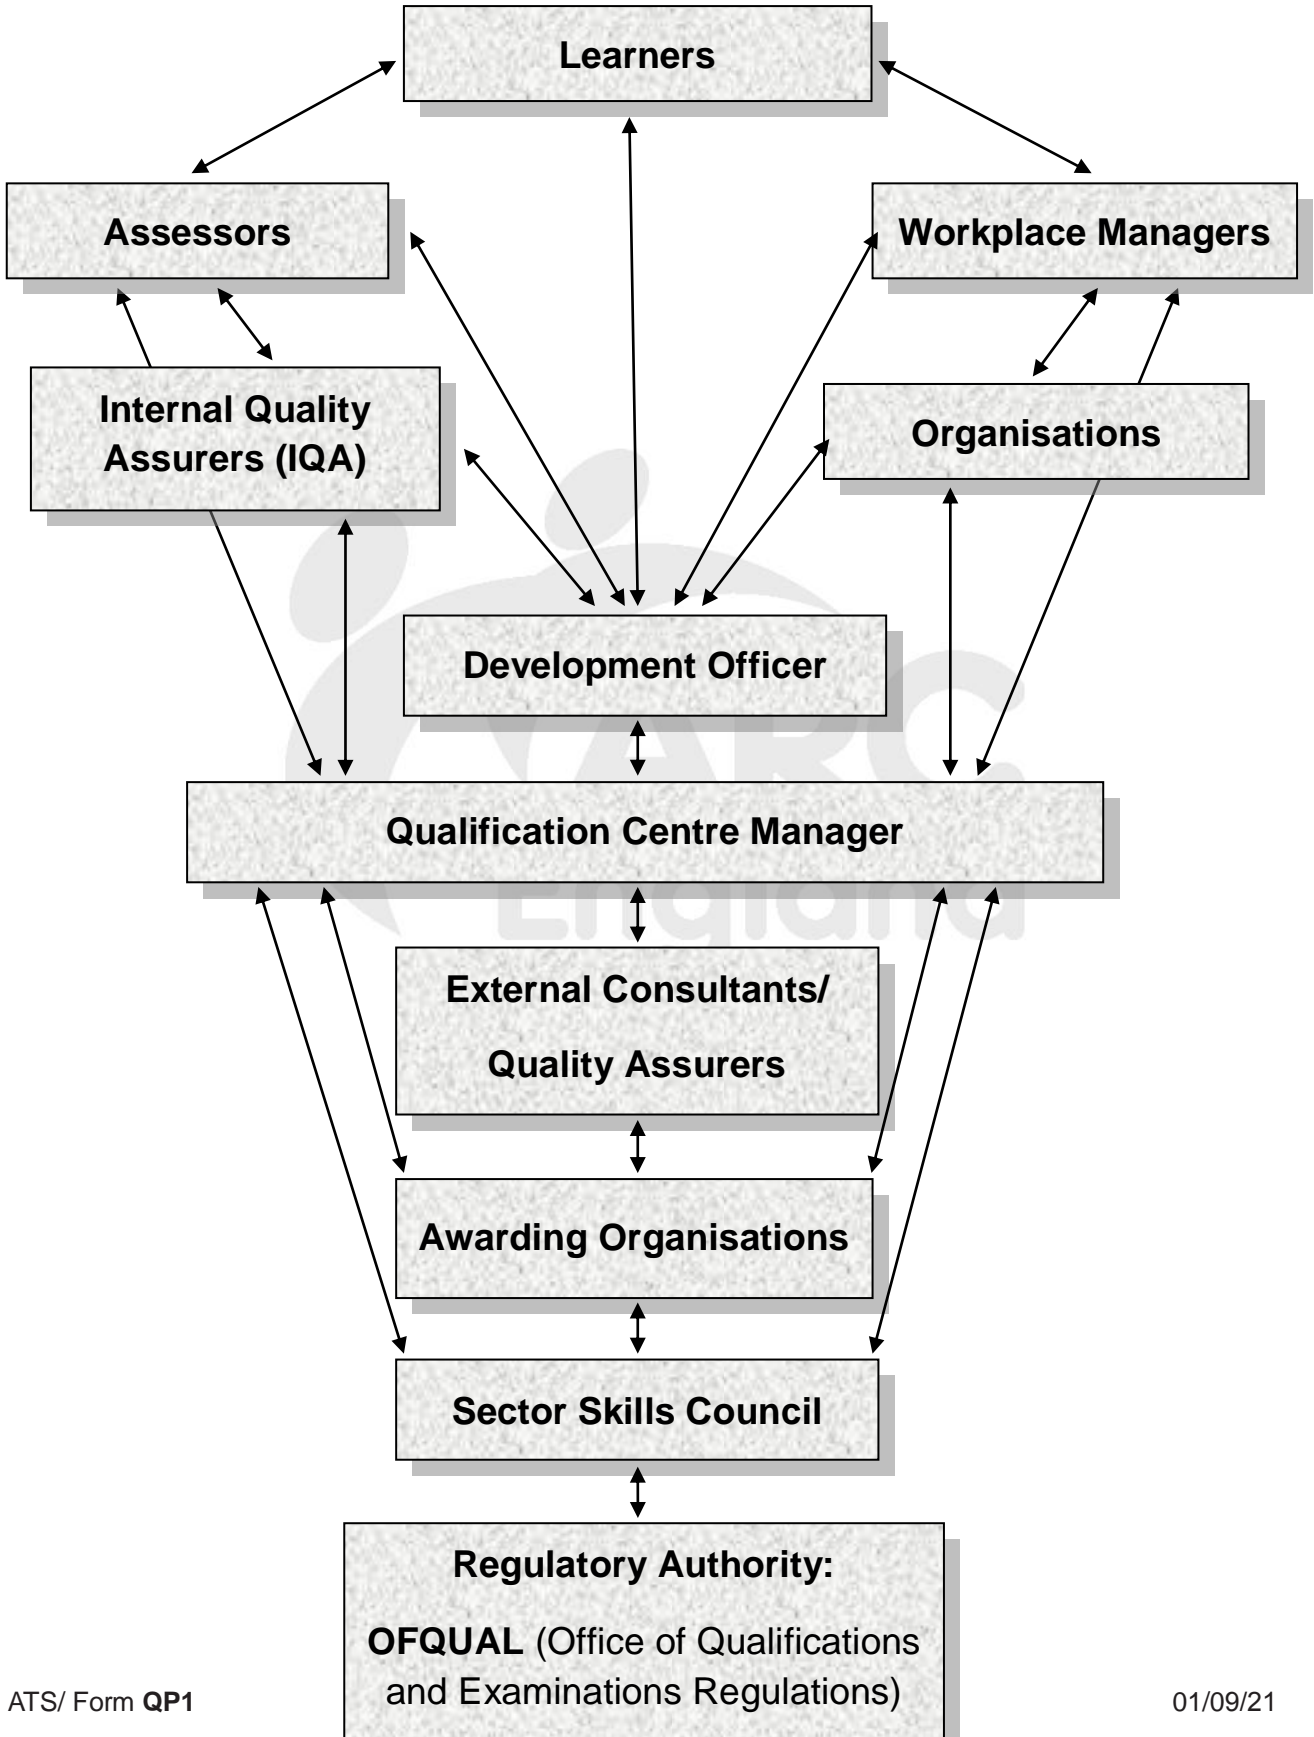 Learners
Assessors
Workplace Managers
Internal Quality
Assurers (IQA)
Organisations
Development Officer
ARC
England
Qualification Centre Manager
External Consultants/
Quality Assurers
Awarding Organisations
Sector Skills Council
Regulatory Authority:
OFQUAL (Office of Qualifications
and Examinations Regulations)
ATS/ Form QP1
01/09/21